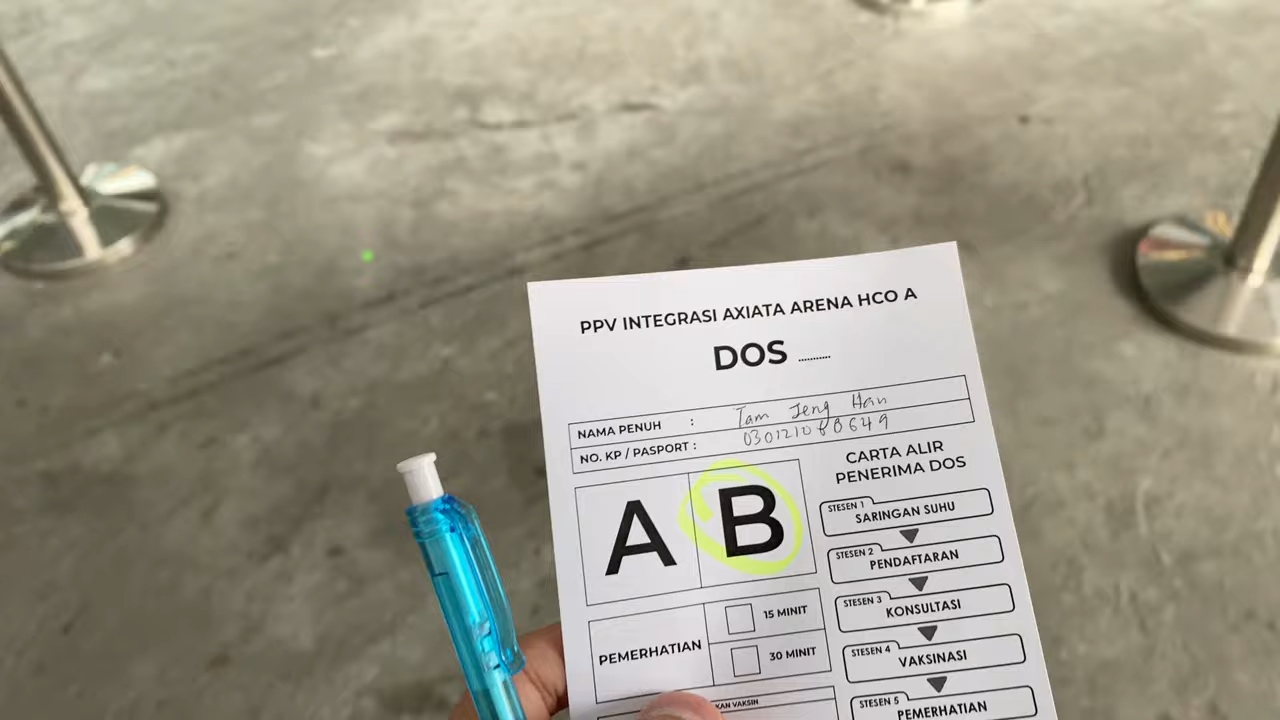 PPV INTEGRASI AXIATA ARENA HCO A
DOS ...........
NAMA PENUH : Tam Jeng Han
NO. KP / PASPORT :
A B
PEMERHATIAN
15 MINIT
30 MINIT
KAN VAKSIN
CARTA ALIR
PENERIMA DOS
STESEN 1
SARINGAN SUHU
STESEN 2
PENDAFTARAN
STESEN 3
KONSULTASI
STESEN 4
VAKSINASI
STESEN 5
PEMERHATIAN